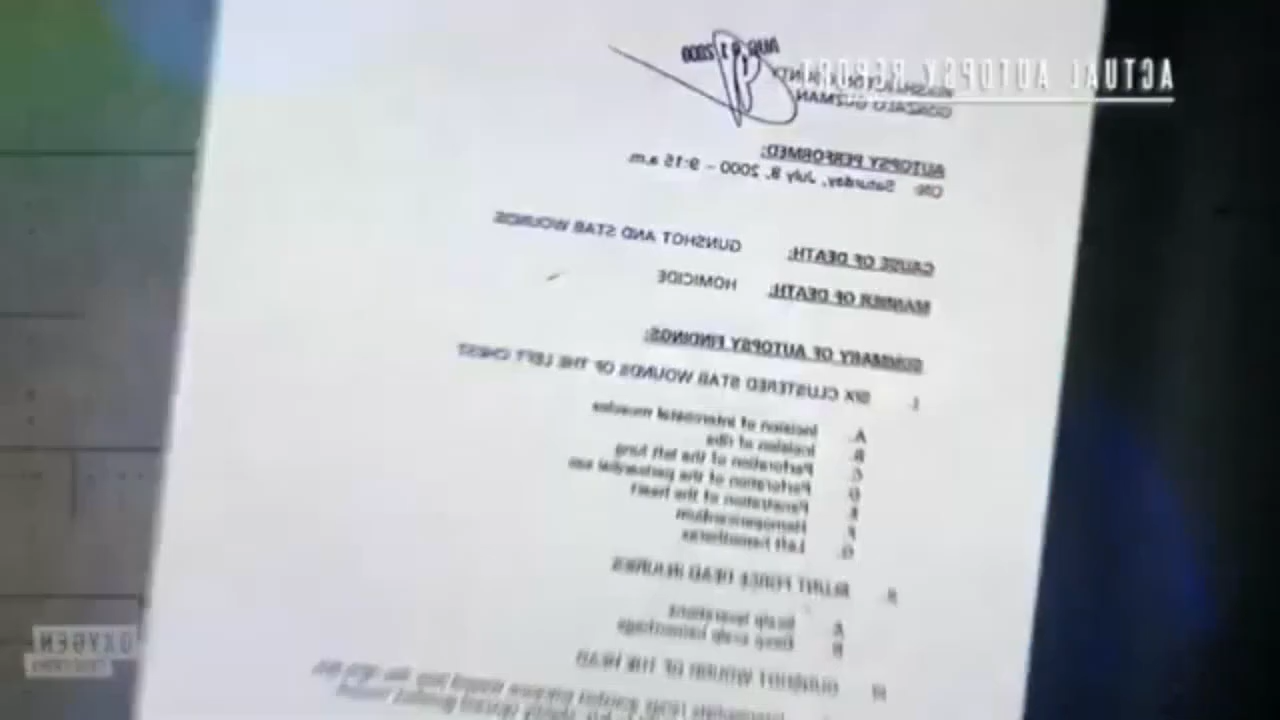 ACTUAL AUTOPSY REPORT
2000
GONZALO GUZMAN
AUTOPSY PERFORMED:
ON: Saturday, July 8, 2000 – 9:15 a.m.
CAUSE OF DEATH: GUNSHOT AND STAB WOUNDS
MANNER OF DEATH: HOMICIDE
SUMMARY OF AUTOPSY FINDINGS:
I. SIX CLUSTERED STAB WOUNDS OF THE LEFT CHEST
A. Incision of intercostal muscles
B. Incision of ribs
C. Perforation of the left lung
D. Perforation of the pericardial sac
E. Penetration of the heart
F. Hemopericardium
G. Left hemothorax
II. BLUNT FORCE HEAD INJURIES
A. Scalp lacerations
B. Deep scalp hemorrhage
III. GUNSHOT WOUND OF THE HEAD
OXYGEN